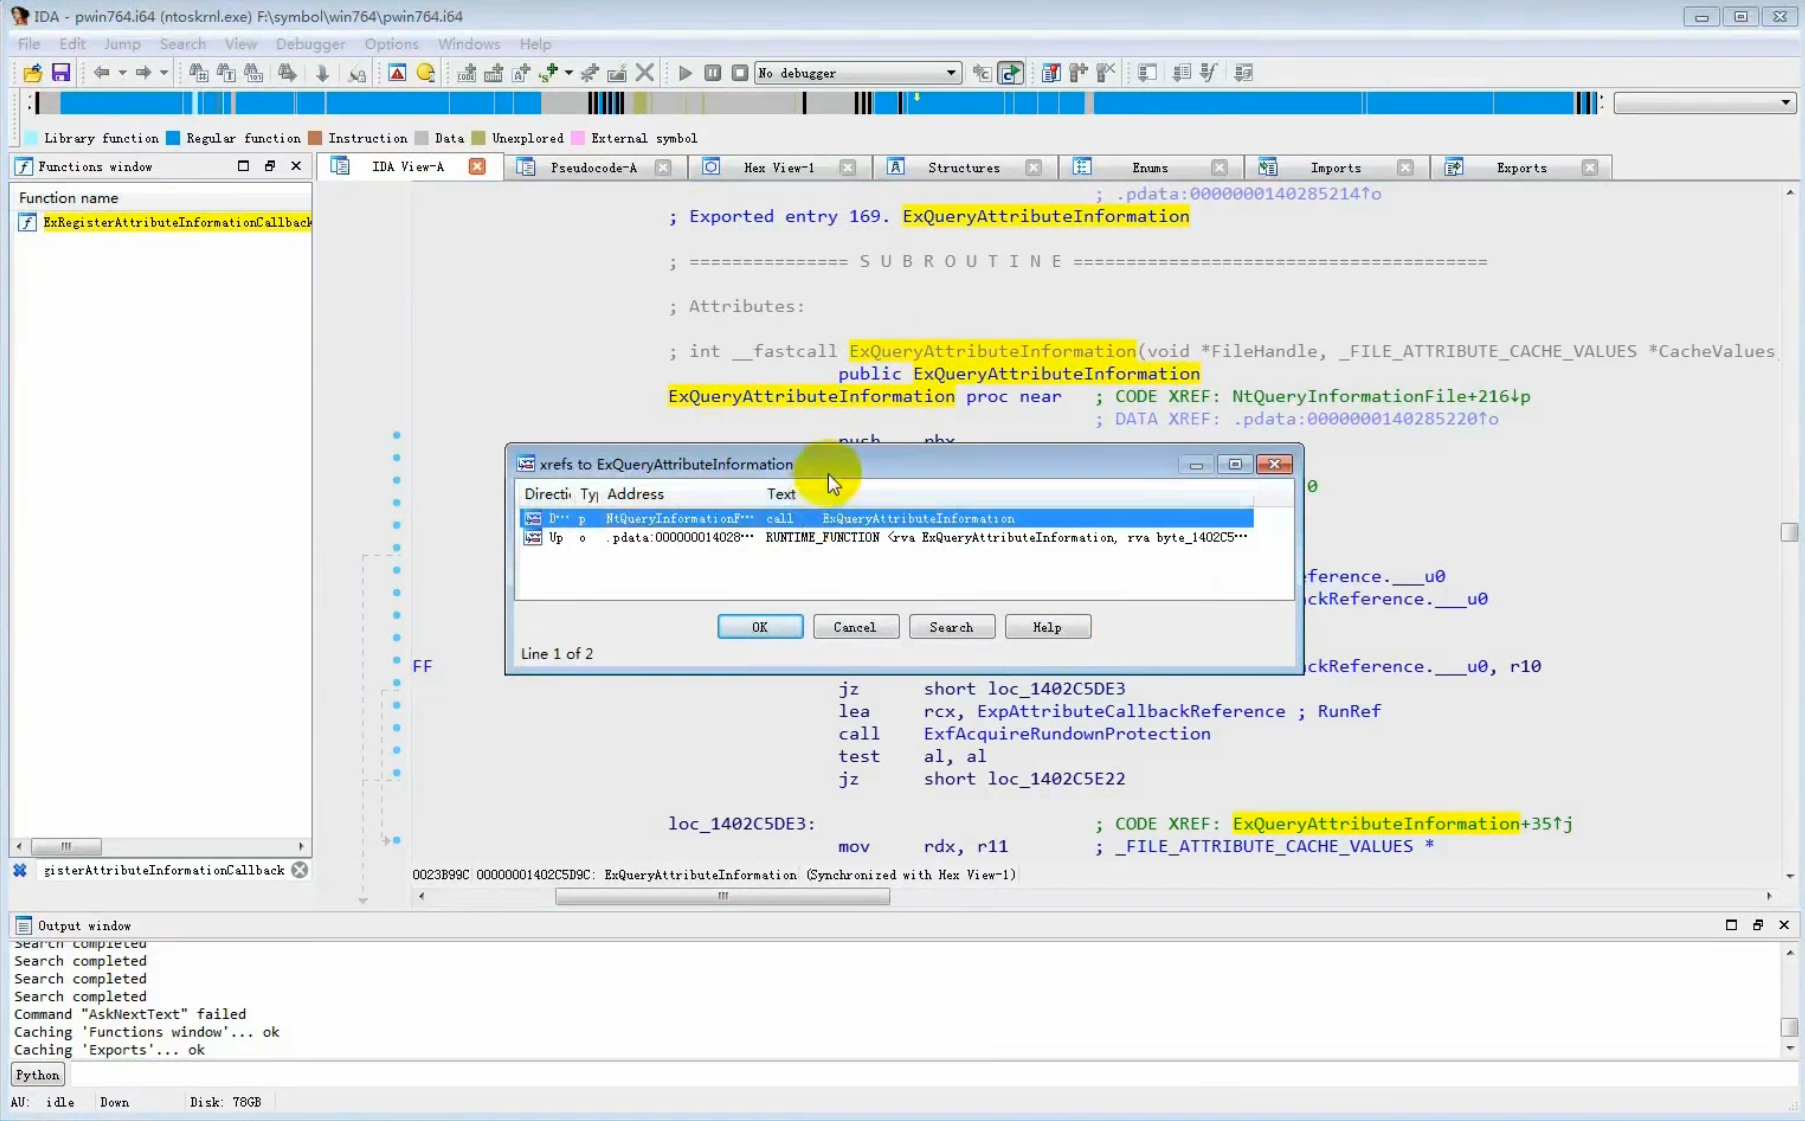 IDA - pwin764.i64 (ntoskrnl.exe) F:\symbol\win764\pwin764.i64
File Edit Jump Search View Debugger Options Windows Help
No debugger
Library function Regular function Instruction Data Unexplored External symbol
Functions window
IDA View-A Pseudocode-A Hex View-1 Structures Enums Imports Exports
Function name
ExRegisterAttributeInformationCallback
; .pdata:0000000140285214↑o
; Exported entry 169. ExQueryAttributeInformation
; =============== S U B R O U T I N E =======================================
; Attributes:
; int __fastcall ExQueryAttributeInformation(void *FileHandle, _FILE_ATTRIBUTE_CACHE_VALUES *CacheValues
public ExQueryAttributeInformation
ExQueryAttributeInformation proc near ; CODE XREF: NtQueryInformationFile+216↓p
; DATA XREF: .pdata:0000000140285220↑o
push rbx
xrefs to ExQueryAttributeInformation
Directi Ty Address Text
D··· p NtQueryInformationF··· call ExQueryAttributeInformation
Up o .pdata:000000014028··· RUNTIME_FUNCTION <rva ExQueryAttributeInformation, rva byte_1402C5···
OK Cancel Search Help
Line 1 of 2
0
ference.___u0
ckReference.___u0
FF
ckReference.___u0, r10
jz short loc_1402C5DE3
lea rcx, ExpAttributeCallbackReference ; RunRef
call ExfAcquireRundownProtection
test al, al
jz short loc_1402C5E22
loc_1402C5DE3: ; CODE XREF: ExQueryAttributeInformation+35↑j
mov rdx, r11 ; _FILE_ATTRIBUTE_CACHE_VALUES *
gisterAttributeInformationCallback
0023B99C 00000001402C5D9C: ExQueryAttributeInformation (Synchronized with Hex View-1)
Output window
Search completed
Search completed
Search completed
Search completed
Command "AskNextText" failed
Caching 'Functions window'... ok
Caching 'Exports'... ok
Python
AU: idle Down Disk: 78GB